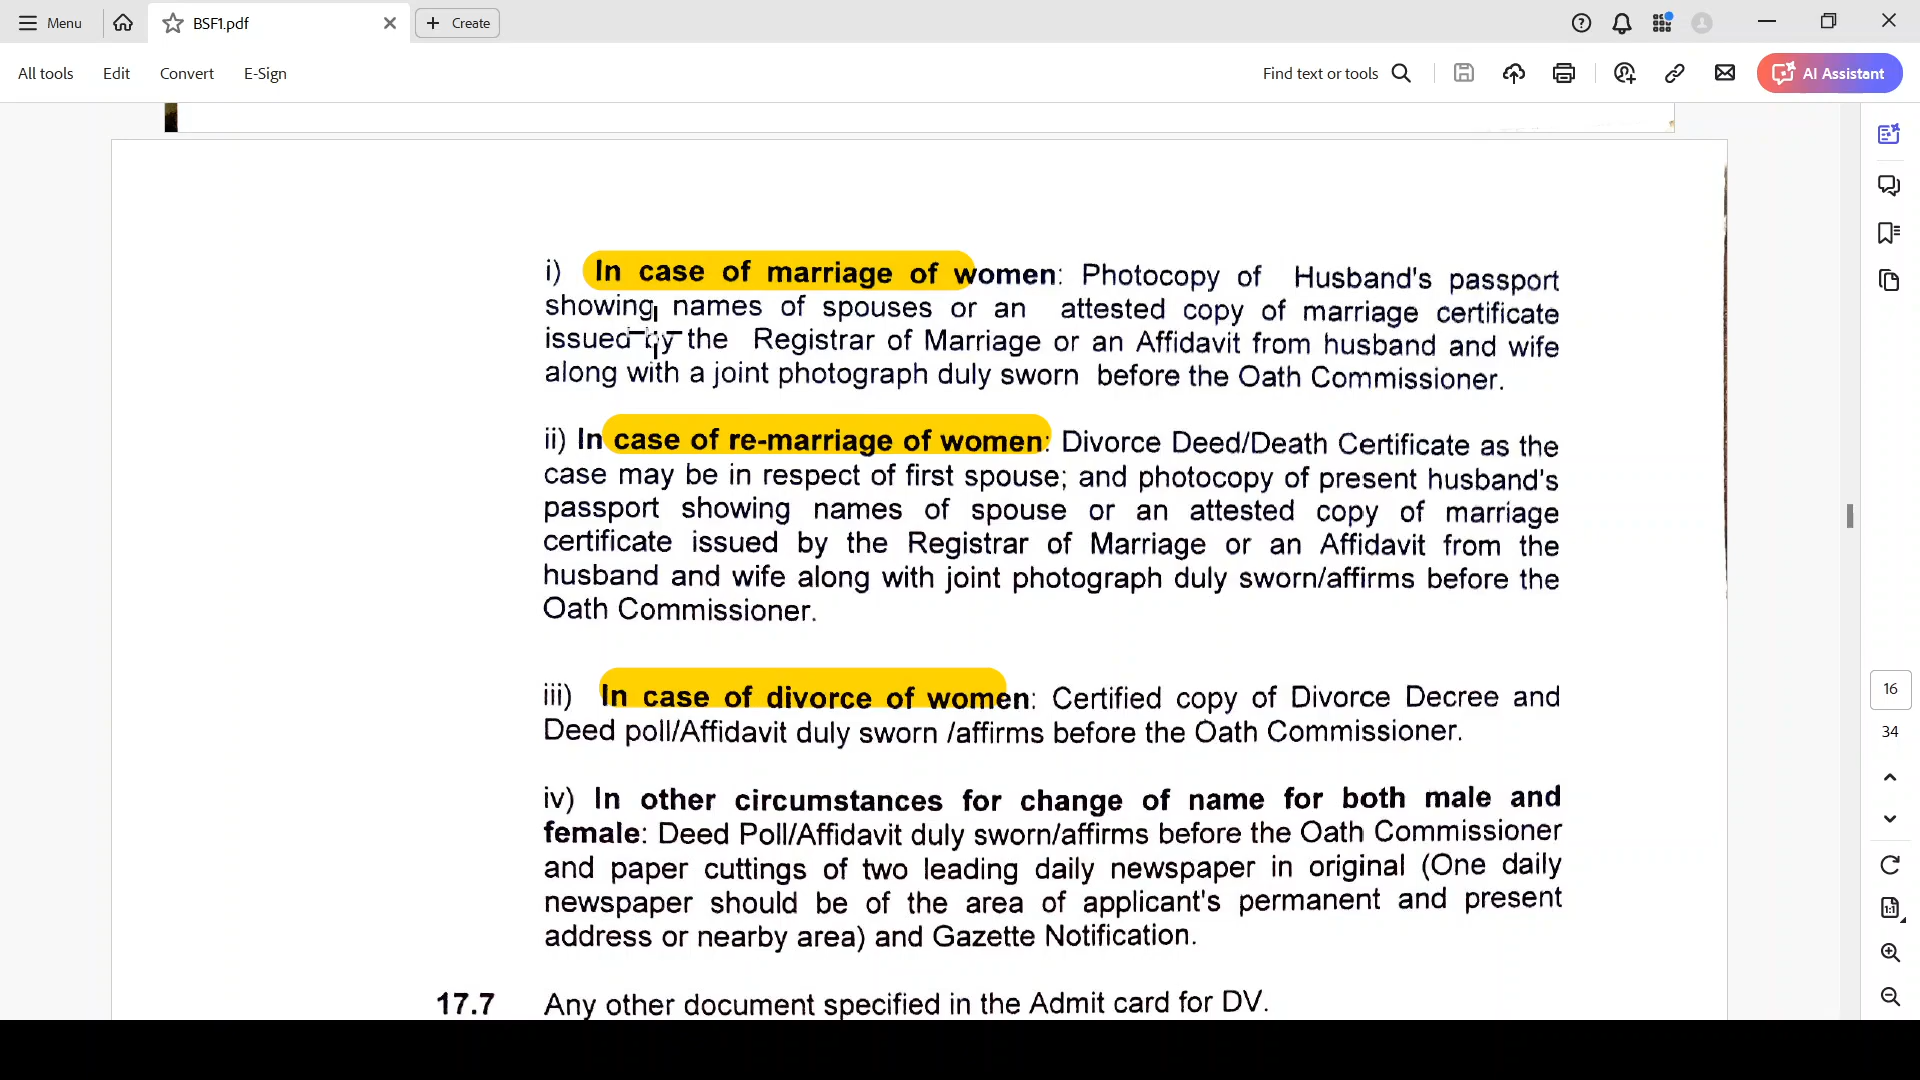 Menu
BSF1.pdf
Create
All tools
Edit
Convert
E-Sign
Find text or tools
AI Assistant
i) In case of marriage of women: Photocopy of Husband's passport
showing names of spouses or an attested copy of marriage certificate
issued by the Registrar of Marriage or an Affidavit from husband and wife
along with a joint photograph duly sworn before the Oath Commissioner.
ii) In case of re-marriage of women: Divorce Deed/Death Certificate as the
case may be in respect of first spouse; and photocopy of present husband's
passport showing names of spouse or an attested copy of marriage
certificate issued by the Registrar of Marriage or an Affidavit from the
husband and wife along with joint photograph duly sworn/affirms before the
Oath Commissioner.
iii) In case of divorce of women: Certified copy of Divorce Decree and
Deed poll/Affidavit duly sworn /affirms before the Oath Commissioner.
iv) In other circumstances for change of name for both male and
female: Deed Poll/Affidavit duly sworn/affirms before the Oath Commissioner
and paper cuttings of two leading daily newspaper in original (One daily
newspaper should be of the area of applicant's permanent and present
address or nearby area) and Gazette Notification.
17.7 Any other document specified in the Admit card for DV.
16
34
1:1